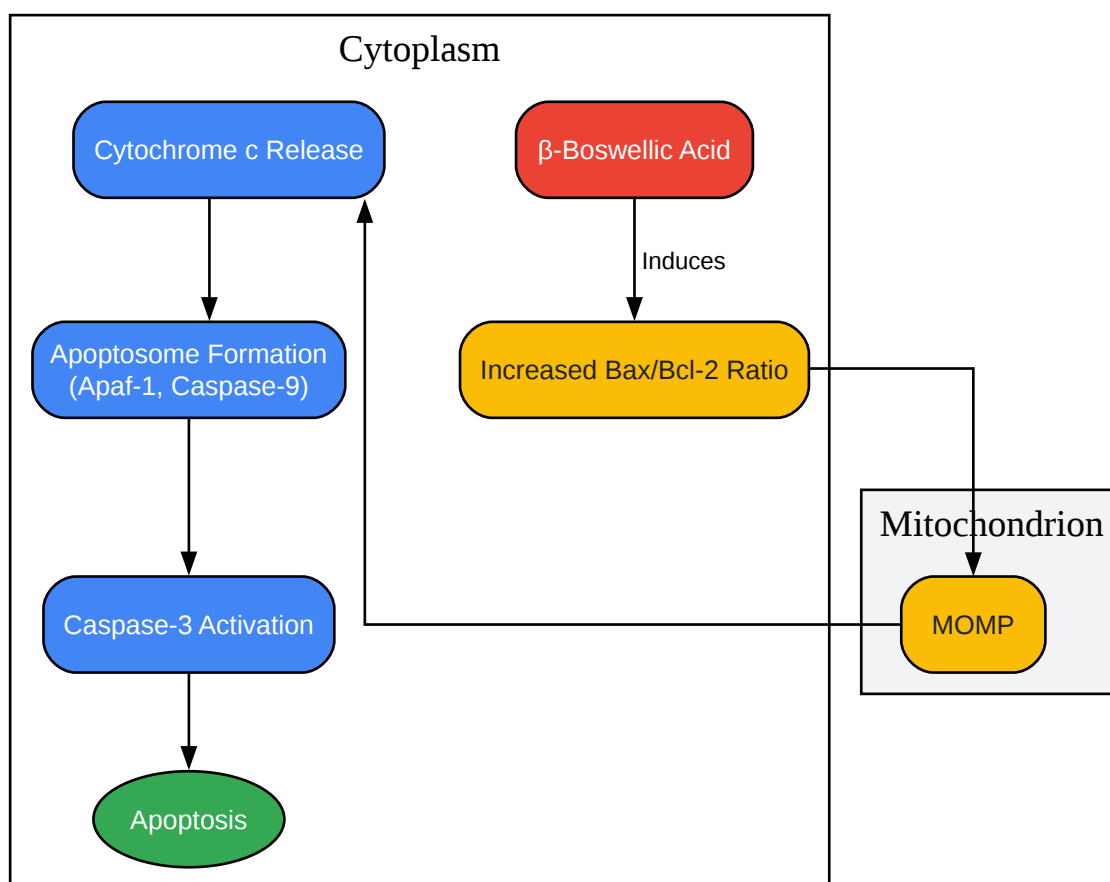 Cytoplasm
Cytochrome c Release
β-Boswellic Acid
Induces
Apoptosome Formation
(Apaf-1, Caspase-9)
Increased Bax/Bcl-2 Ratio
Mitochondrion
Caspase-3 Activation
MOMP
Apoptosis